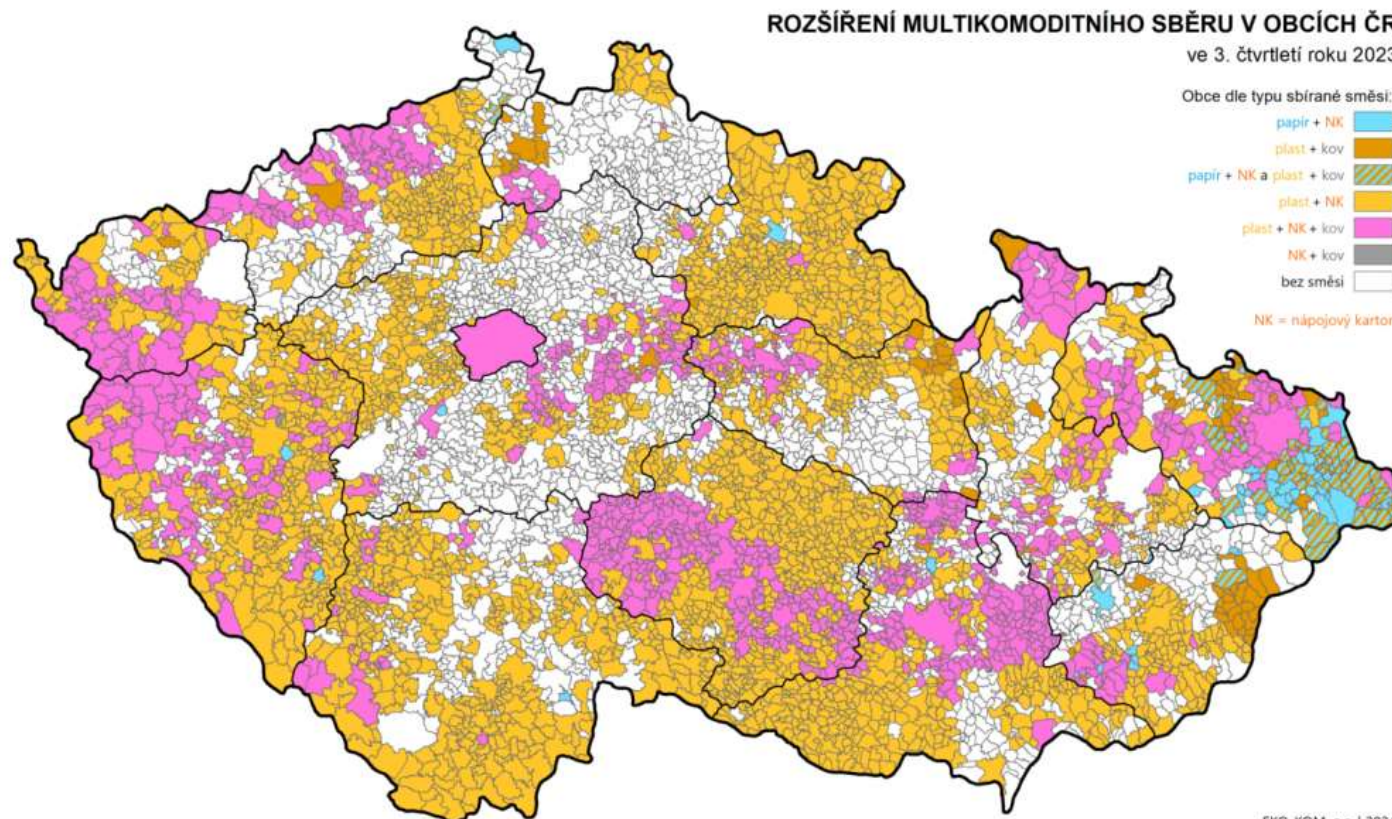 ROZŠÍŘENÍ MULTIKOMODITNÍHO SBĚRU V OBCÍCH ČR
ve 3. čtvrtletí roku 2023
Obce dle typu sbírané směsi:
papír + NK
plast + kov
papír + NK a plast + kov
plast + NK
plast + NK + kov
NK + kov
bez směsi
NK = nápojový karton